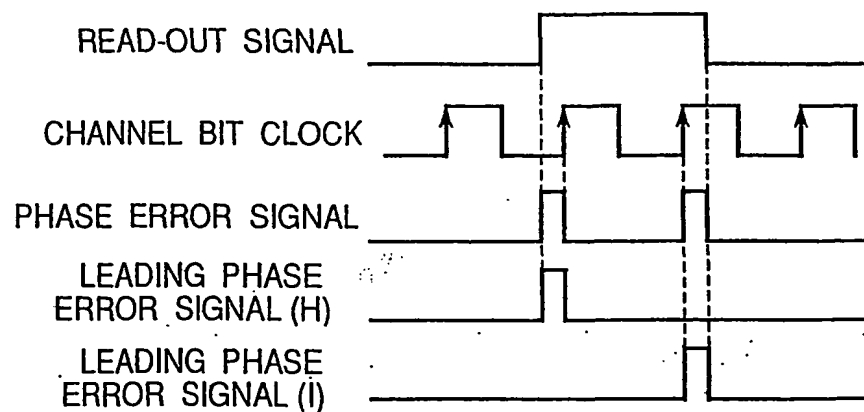 READ-OUT SIGNAL
CHANNEL BIT CLOCK
PHASE ERROR SIGNAL
LEADING PHASE
ERROR SIGNAL (H)
LEADING PHASE
ERROR SIGNAL (I)